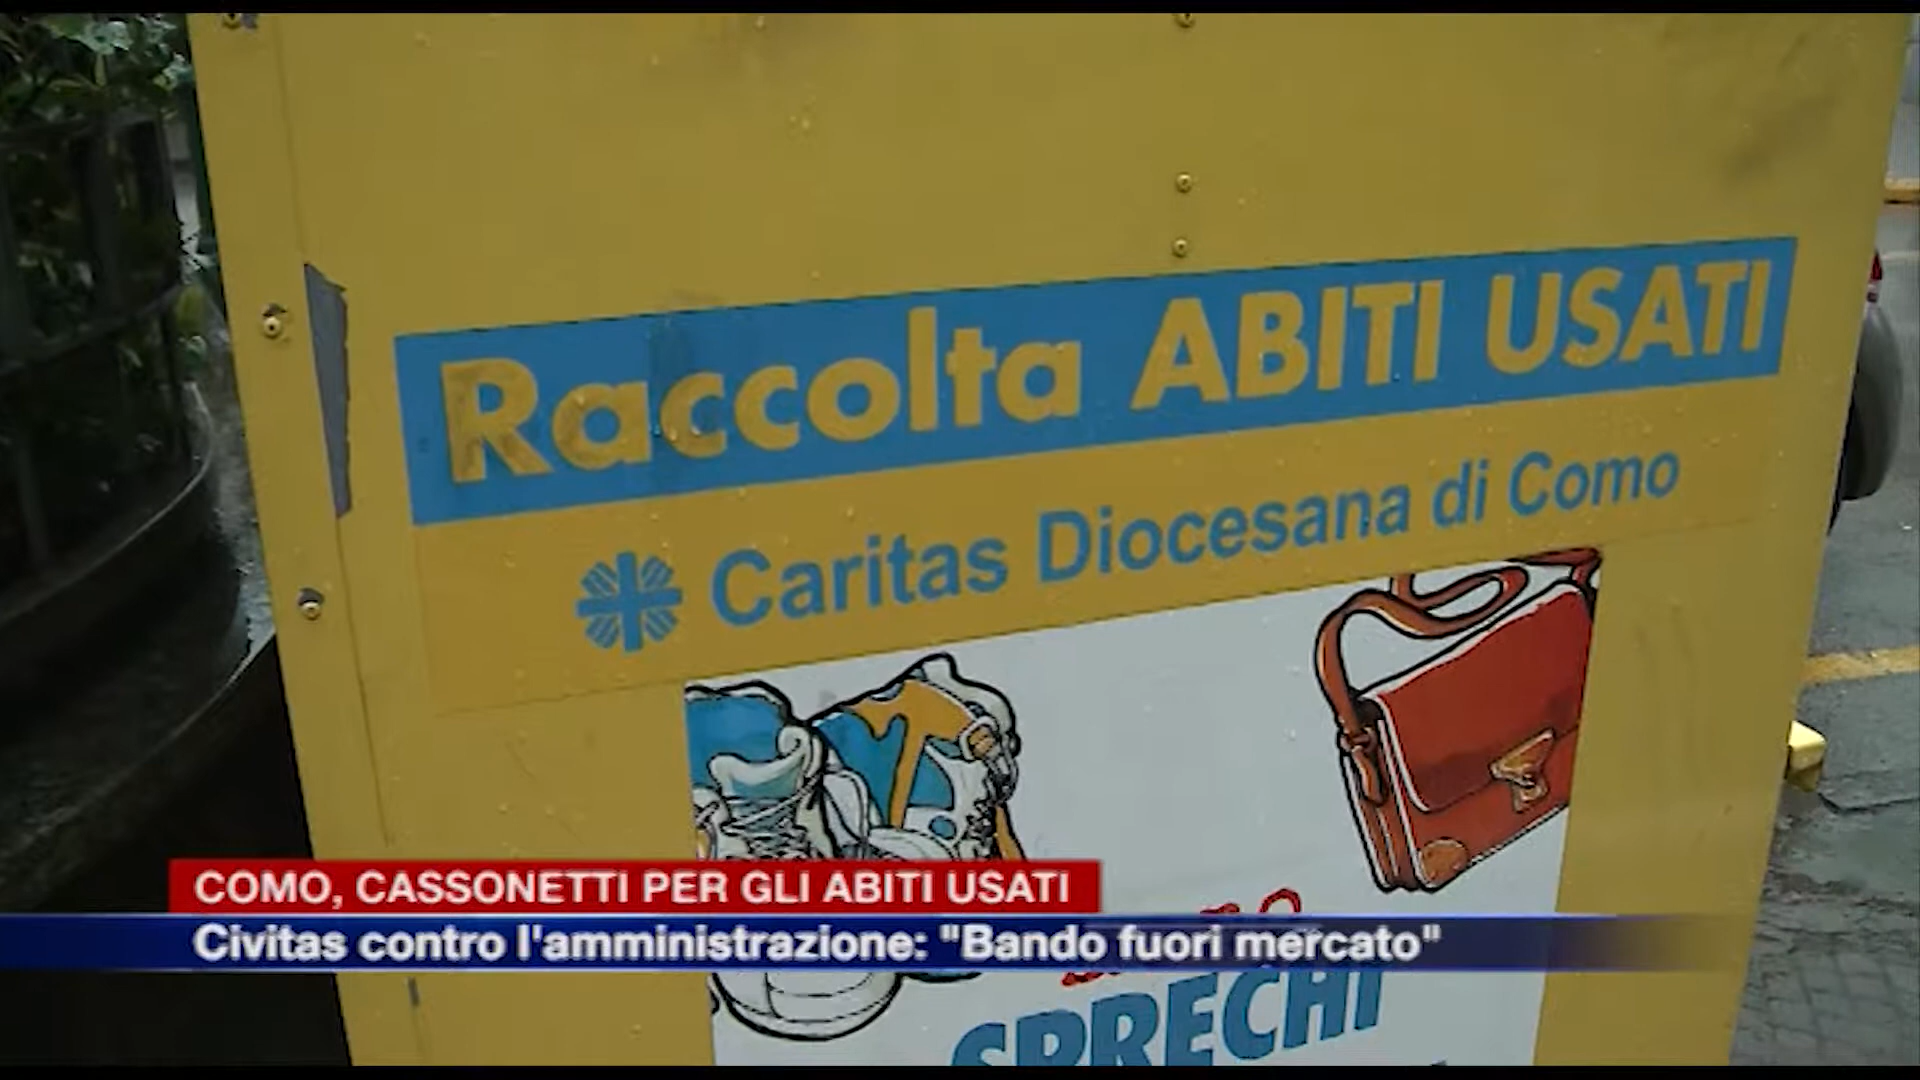 Raccolta ABITI USATI
Caritas Diocesana di Como
COMO, CASSONETTI PER GLI ABITI USATI
Civitas contro l'amministrazione: "Bando fuori mercato"
SPRECHI